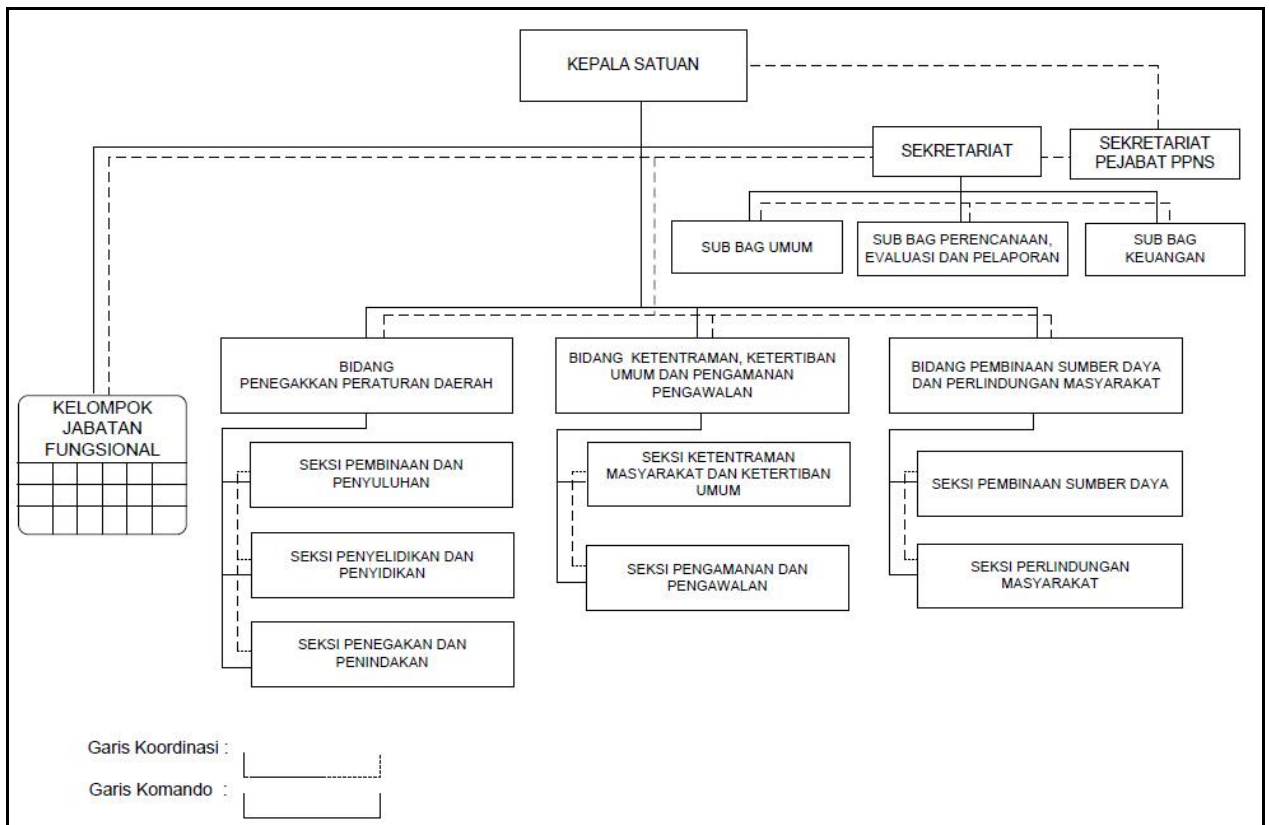 KEPALA SATUAN
SEKRETARIAT
SEKRETARIAT
PEJABAT PPNS
SUB BAG UMUM
SUB BAG PERENCANAAN,
EVALUASI DAN PELAPORAN
SUB BAG
KEUANGAN
BIDANG
PENEGAKKAN PERATURAN DAERAH
BIDANG KETENTRAMAN, KETERTIBAN
UMUM DAN PENGAMANAN
PENGAWALAN
BIDANG PEMBINAAN SUMBER DAYA
DAN PERLINDUNGAN MASYARAKAT
KELOMPOK
JABATAN
FUNGSIONAL
SEKSI PEMBINAAN DAN
PENYULUHAN
SEKSI KETENTRAMAN
MASYARAKAT DAN KETERTIBAN
UMUM
SEKSI PEMBINAAN SUMBER DAYA
SEKSI PENYELIDIKAN DAN
PENYIDIKAN
SEKSI PENGAMANAN DAN
PENGAWALAN
SEKSI PERLINDUNGAN
MASYARAKAT
SEKSI PENEGAKAN DAN
PENINDAKAN
Garis Koordinasi :
Garis Komando :